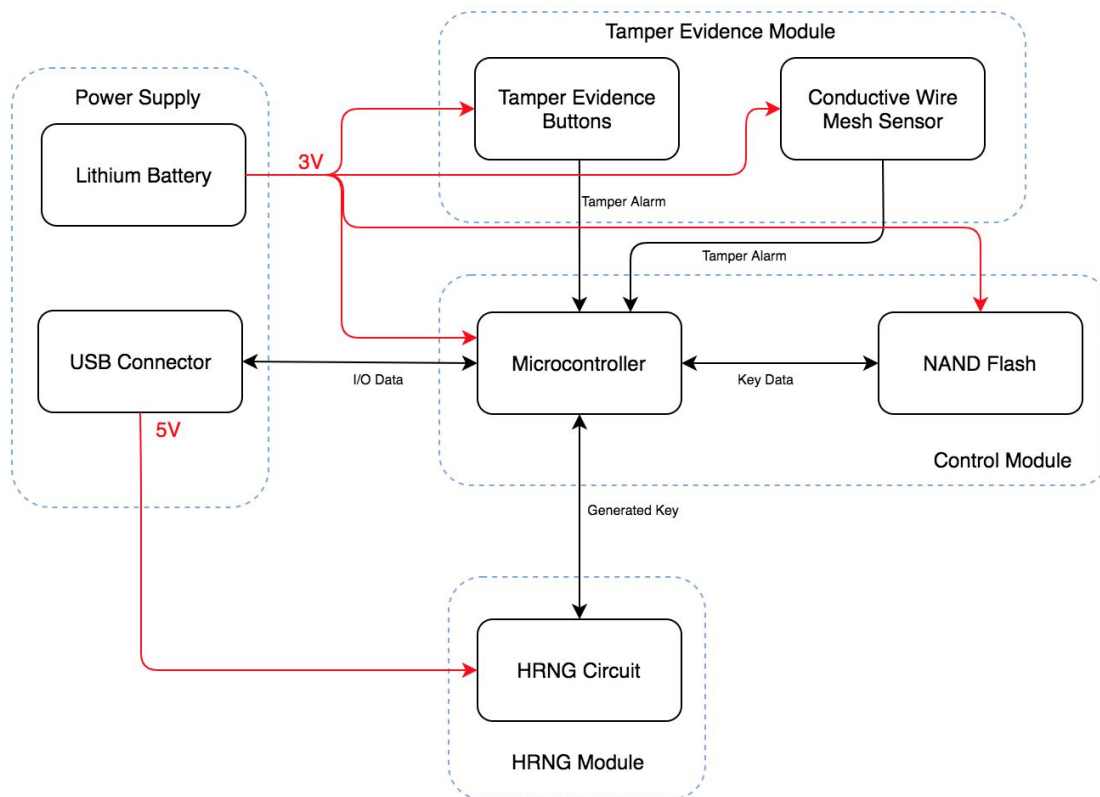 Tamper Evidence Module
Power Supply
Tamper Evidence
Buttons
Conductive Wire
Mesh Sensor
Lithium Battery
3V
Tamper Alarm
Tamper Alarm
USB Connector
I/O Data
Microcontroller
Key Data
NAND Flash
5V
Control Module
Generated Key
HRNG Circuit
HRNG Module